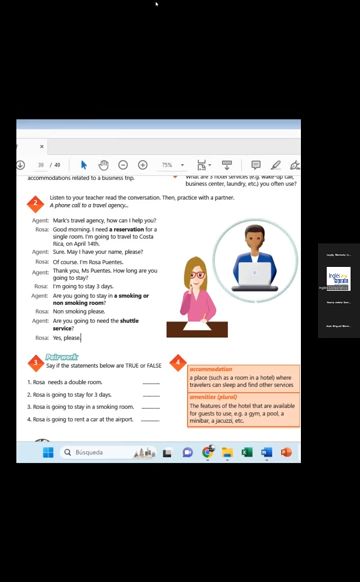 38 / 49
75%
accommodations related to a business trip.
What are 3 hotel services (e.g. wake-up call,
business center, laundry, etc.) you often use?
2. Listen to your teacher read the conversation. Then, practice with a partner.
A phone call to a travel agency...
Agent: Mark's travel agency, how can I help you?
Rosa: Good morning. I need a reservation for a
single room. I'm going to travel to Costa
Rica, on April 14th.
Agent: Sure. May I have your name, please?
Rosa: Of course. I'm Rosa Puentes.
Agent: Thank you, Ms Puentes. How long are you
going to stay?
Rosa: I'm going to stay 3 days.
Agent: Are you going to stay in a smoking or
non smoking room?
Rosa: Non smoking, please.
Agent: Are you going to need the shuttle
service?
Rosa: Yes, please.
3. Pair work
Say if the statements below are TRUE or FALSE
1. Rosa needs a double room.
2. Rosa is going to stay for 3 days.
3. Rosa is going to stay in a smoking room.
4. Rosa is going to rent a car at the airport.
4.
accommodation
a place (such as a room in a hotel) where
travelers can sleep and find other services
amenities (plural)
The features of the hotel that are available
for guests to use, e.g. a gym, a pool, a
minibar, a jacuzzi, etc.
Búsqueda